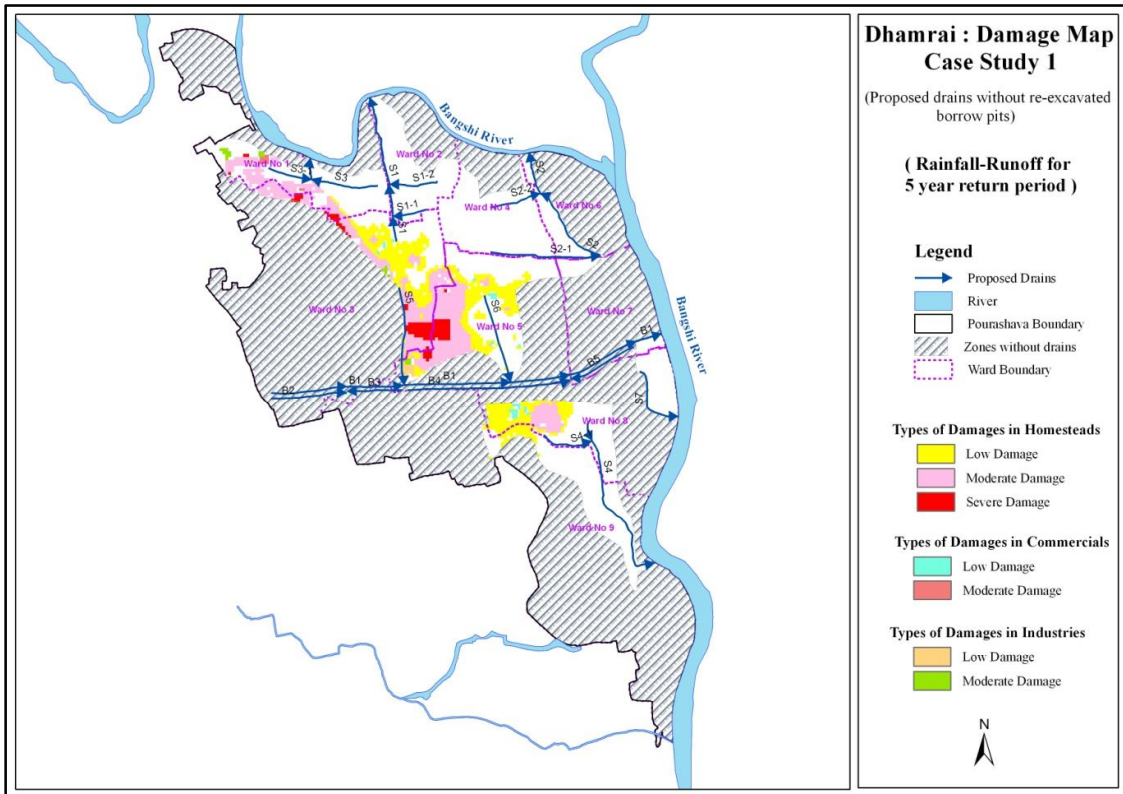 Dhamrai : Damage Map
Case Study 1
(Proposed drains without re-excavated
borrow pits)
( Rainfall-Runoff for
5 year return period )
Legend
Proposed Drains
River
Pourashava Boundary
Zones without drains
Ward Boundary
Types of Damages in Homesteads
Low Damage
Moderate Damage
Severe Damage
Types of Damages in Commercials
Low Damage
Moderate Damage
Types of Damages in Industries
Low Damage
Moderate Damage
N
Bangshi River
Ward No 1
Ward No 2
S3-
S3
S1
S1-2
S2
S2-2
Ward No 4
Ward No 6
S1-1
S1
S2-1
S2
Ward No 3
S5
S6
Ward No 5
Ward No 7
Bangshi River
B1
B5
B2
B1
B3
B4
B1
S7
Ward No 8
S4
S4
Ward No 9